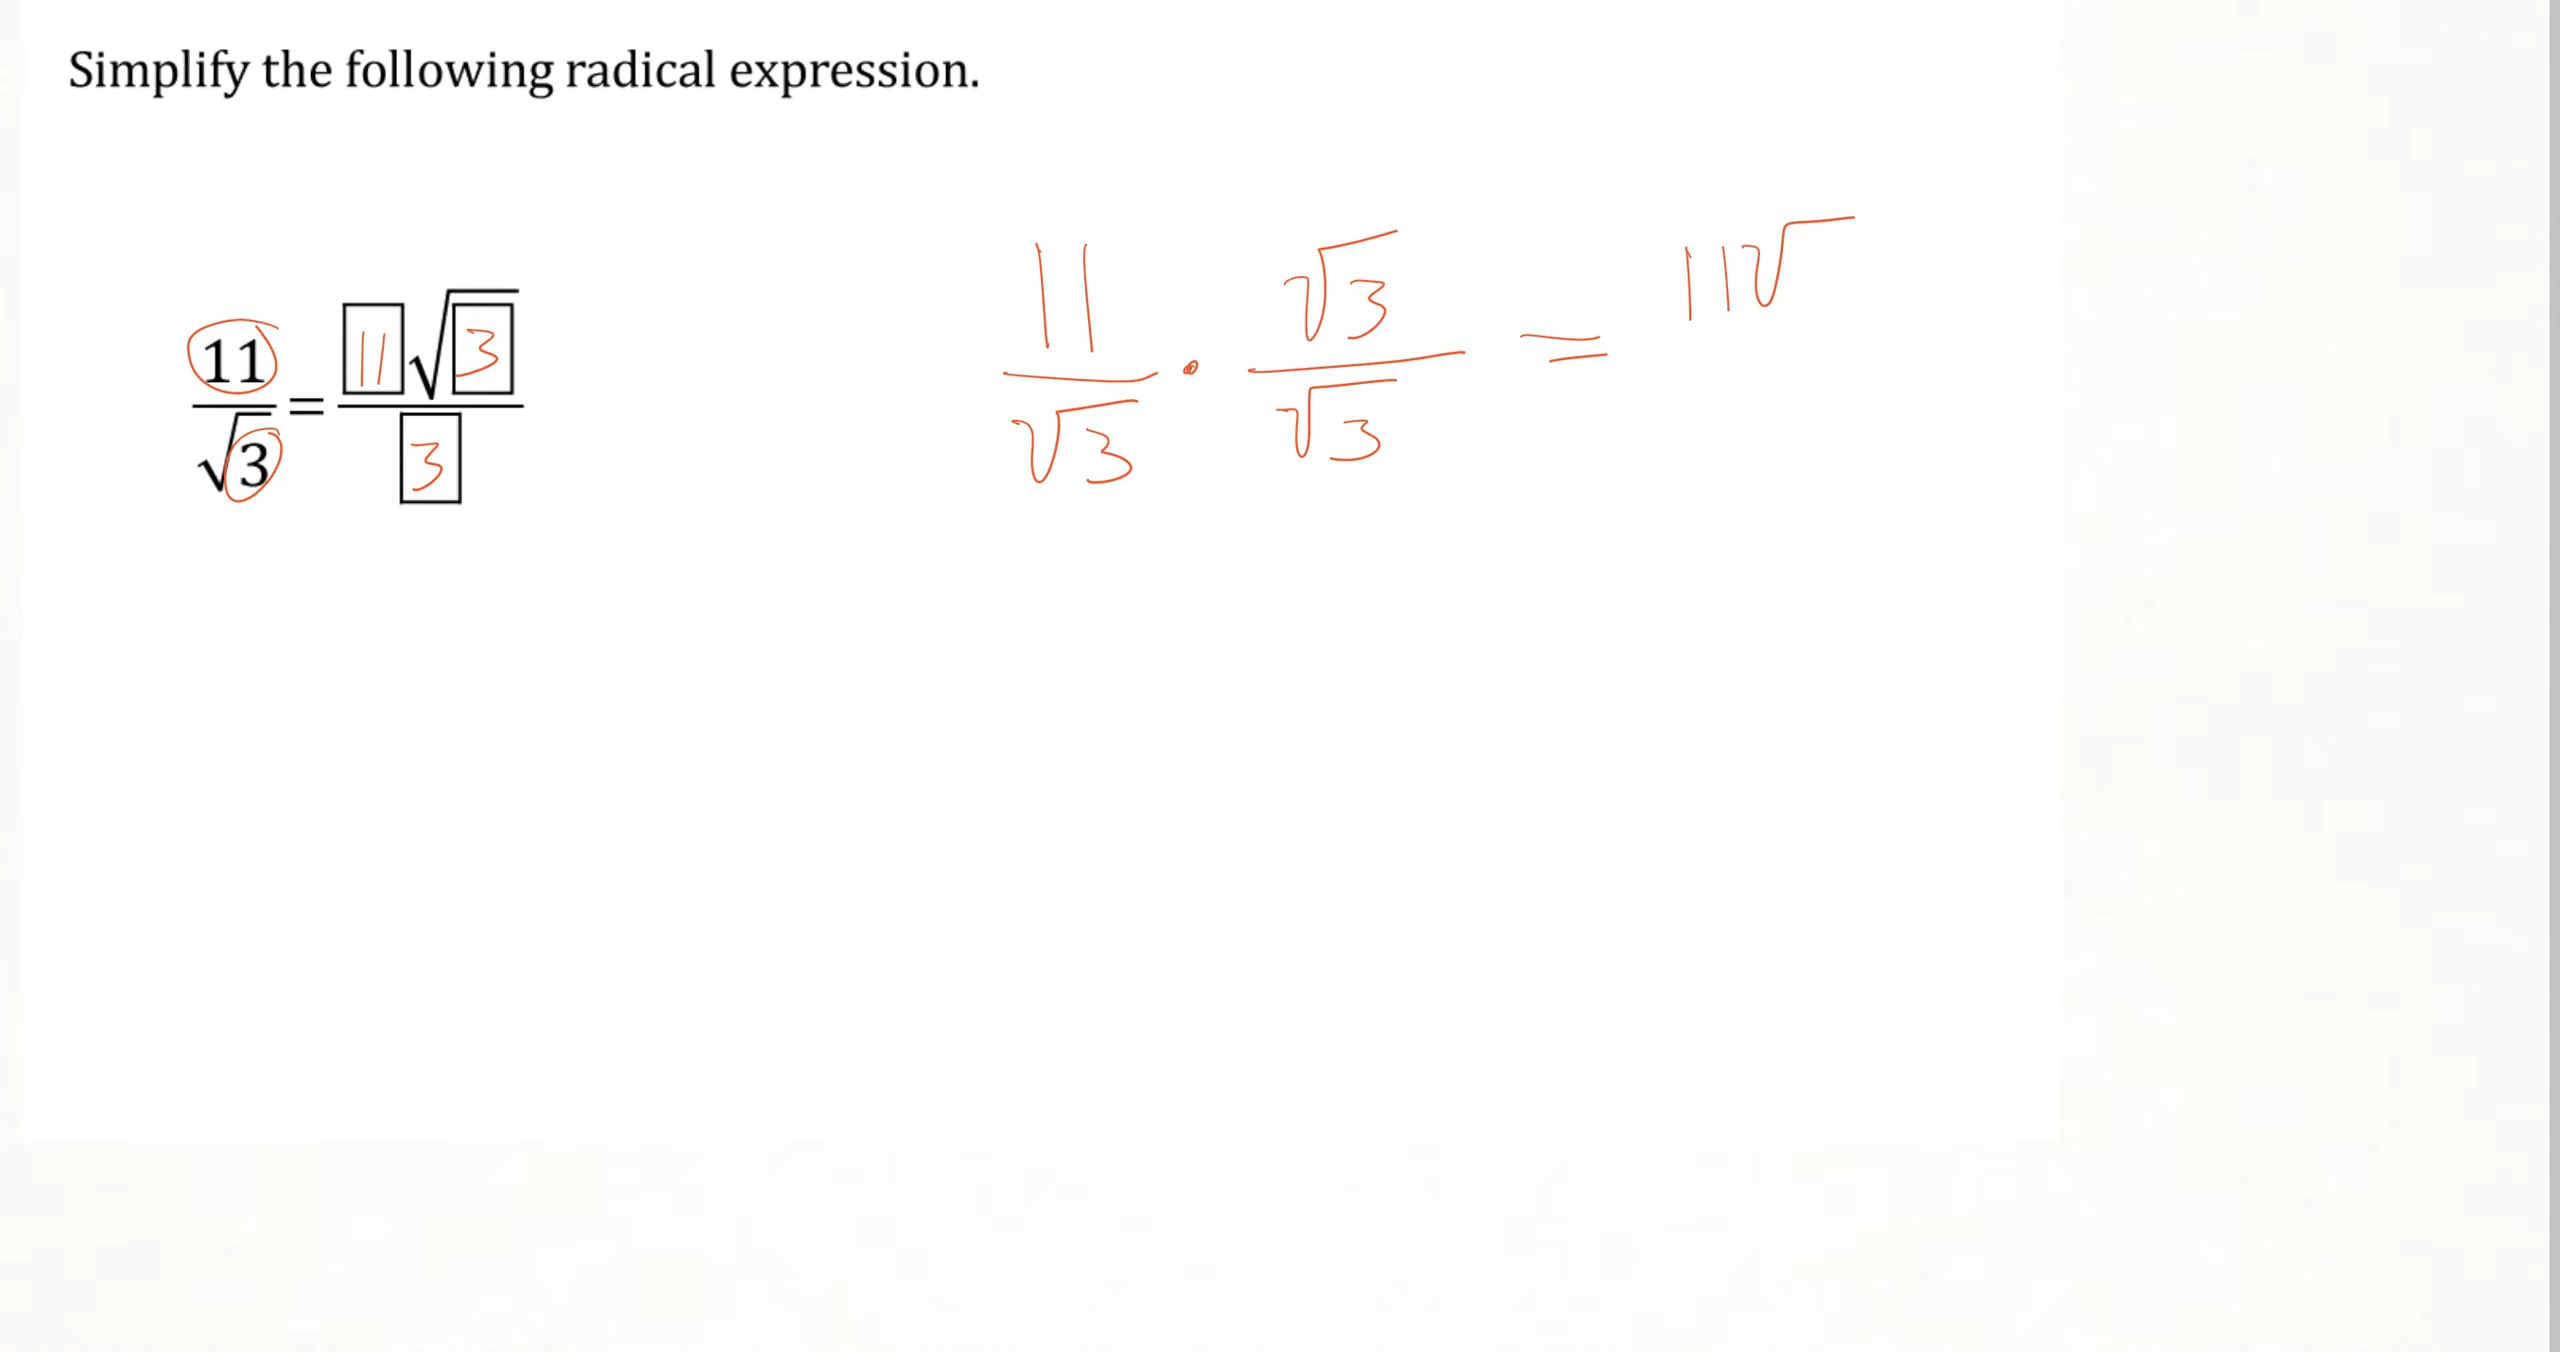 Simplify the following radical expression.
11/√3 = 11√3/3
11/√3 · √3/√3 = 11√